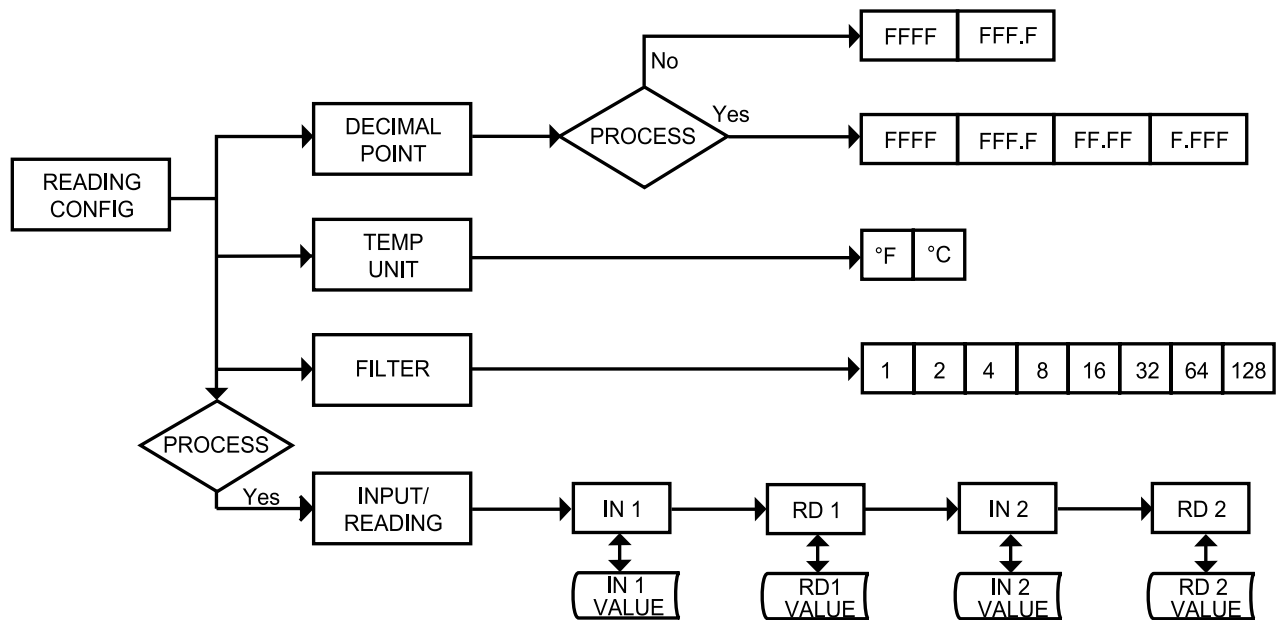 FFFF FFF.F
No
DECIMAL
POINT
PROCESS
Yes
FFFF FFF.F FF.FF F.FFF
READING
CONFIG
TEMP
UNIT
°F °C
FILTER
1 2 4 8 16 32 64 128
PROCESS
Yes
INPUT/
READING
IN 1
RD 1
IN 2
RD 2
IN 1
VALUE
RD1
VALUE
IN 2
VALUE
RD 2
VALUE